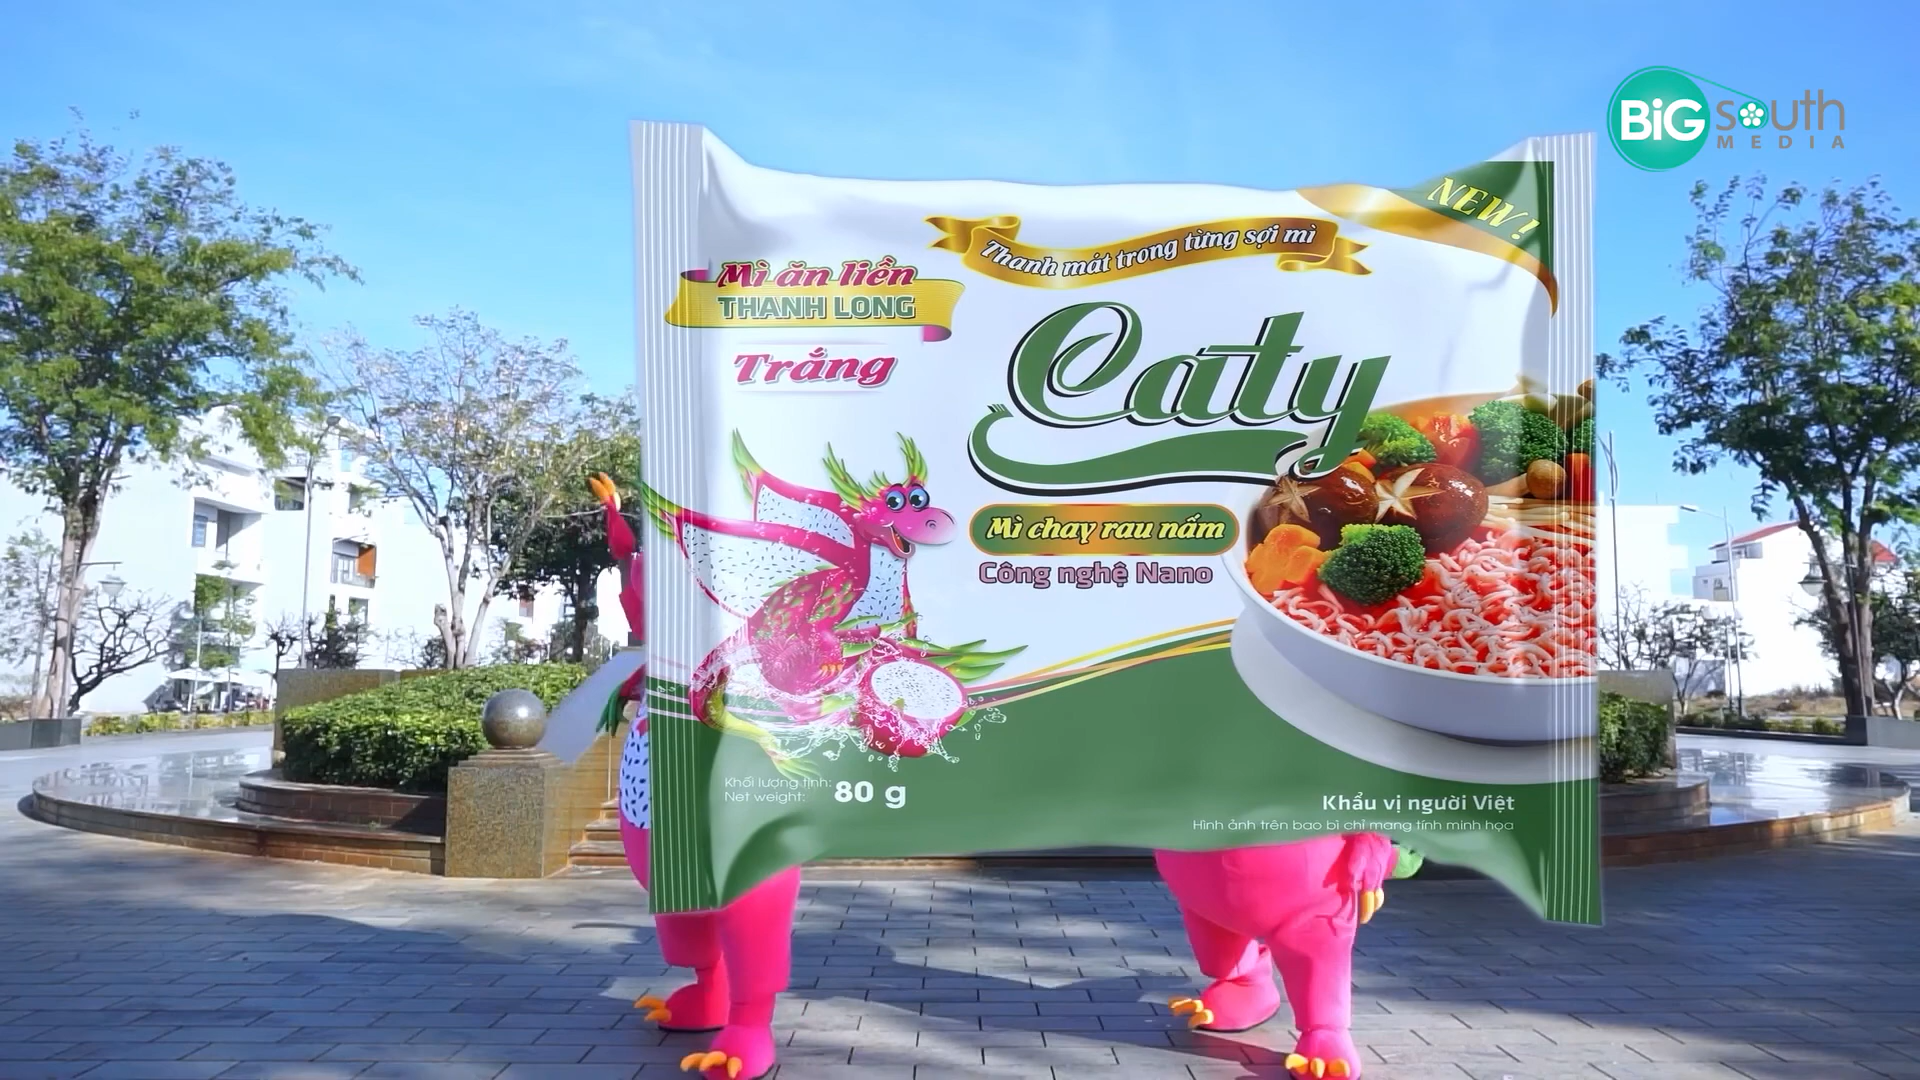 BiG South
MEDIA
NEW!
Thanh mát trong từng sợi mì
Mì ăn liền
THANH LONG
Trắng
Caty
Mì chay rau nấm
Công nghệ Nano
Khối lượng tịnh:
Net weight: 80 g
Khẩu vị người Việt
Hình ảnh trên bao bì chỉ mang tính minh họa